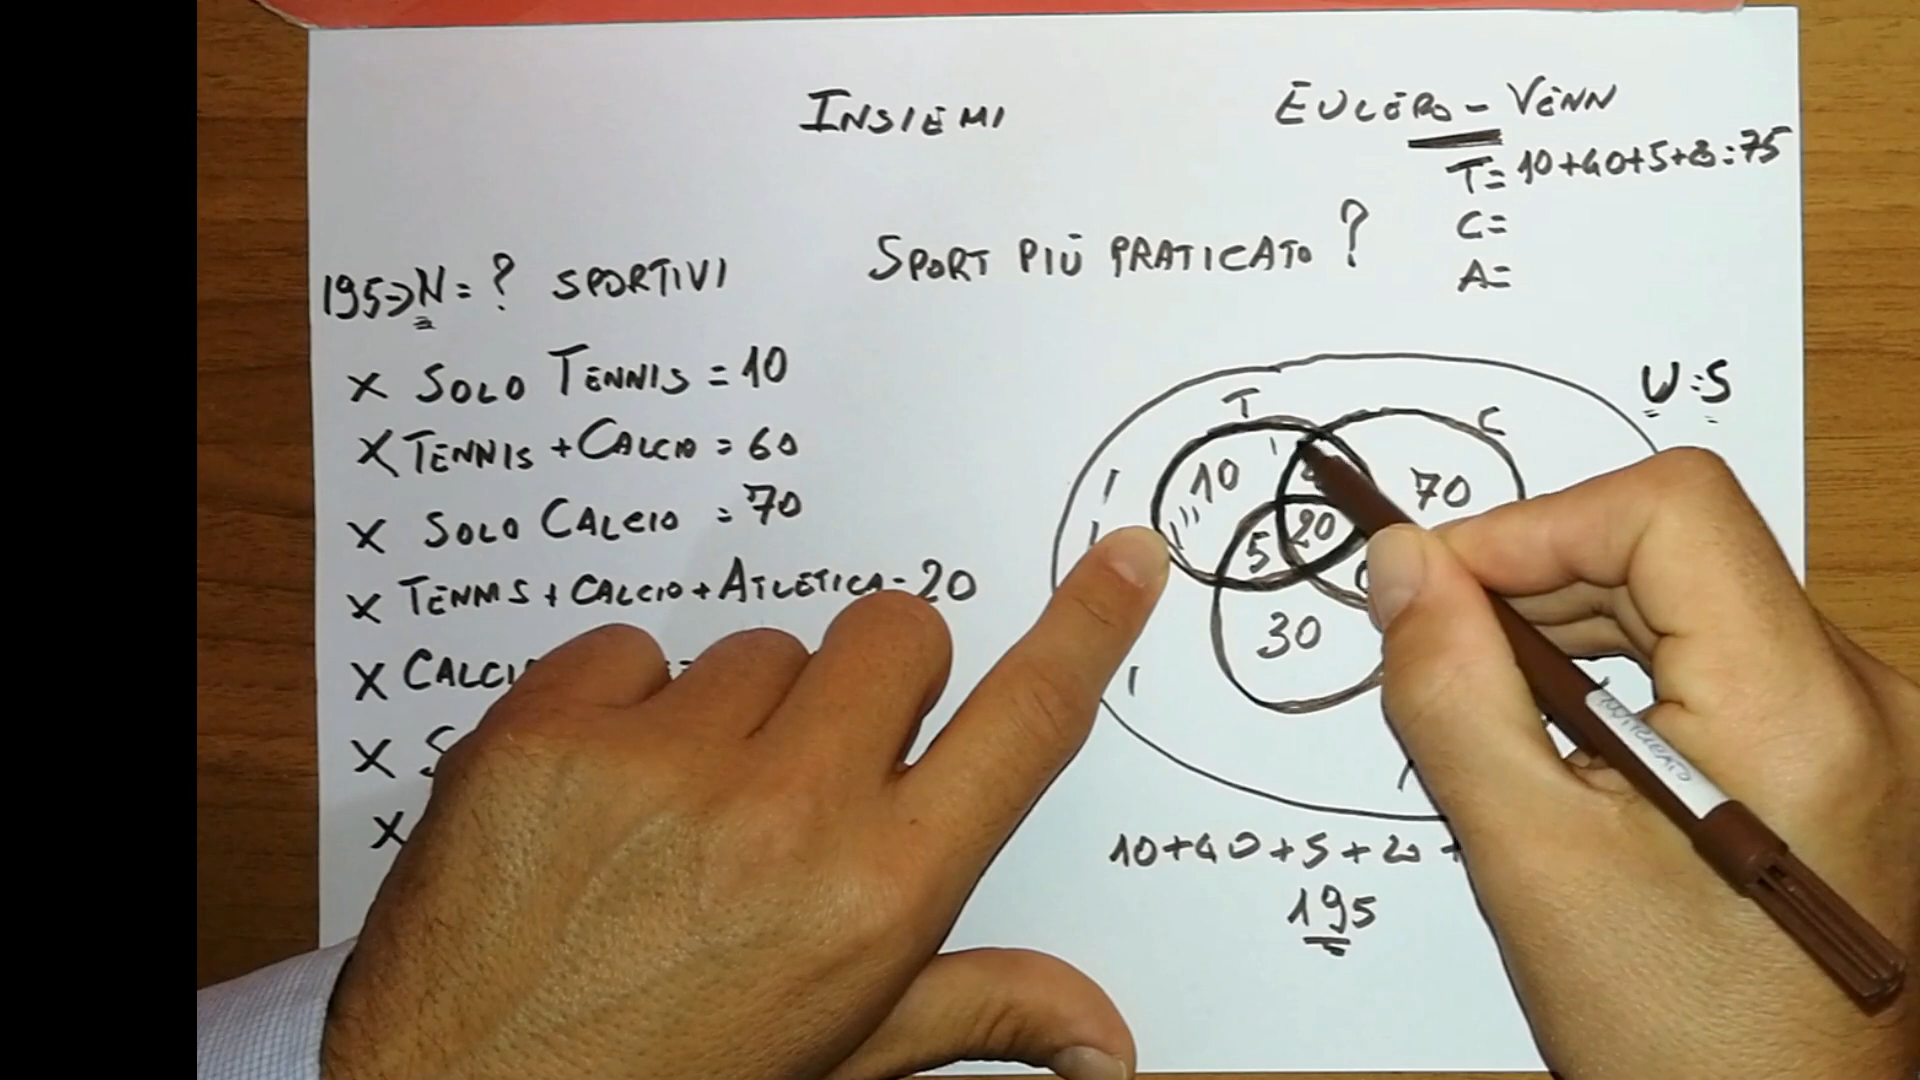 INSIEMI
EULERO - VENN
T= 10+40+5+20=75
C=
A=
SPORT PIÙ PRATICATO ?
195=>N= ? SPORTIVI
U=S
X SOLO TENNIS = 10
X TENNIS + CALCIO = 60
X SOLO CALCIO = 70
X TENNIS + CALCIO + ATLETICA = 20
X CALCI
X S
X
T
C
10
70
5
20
30
10+40+5+20+
195